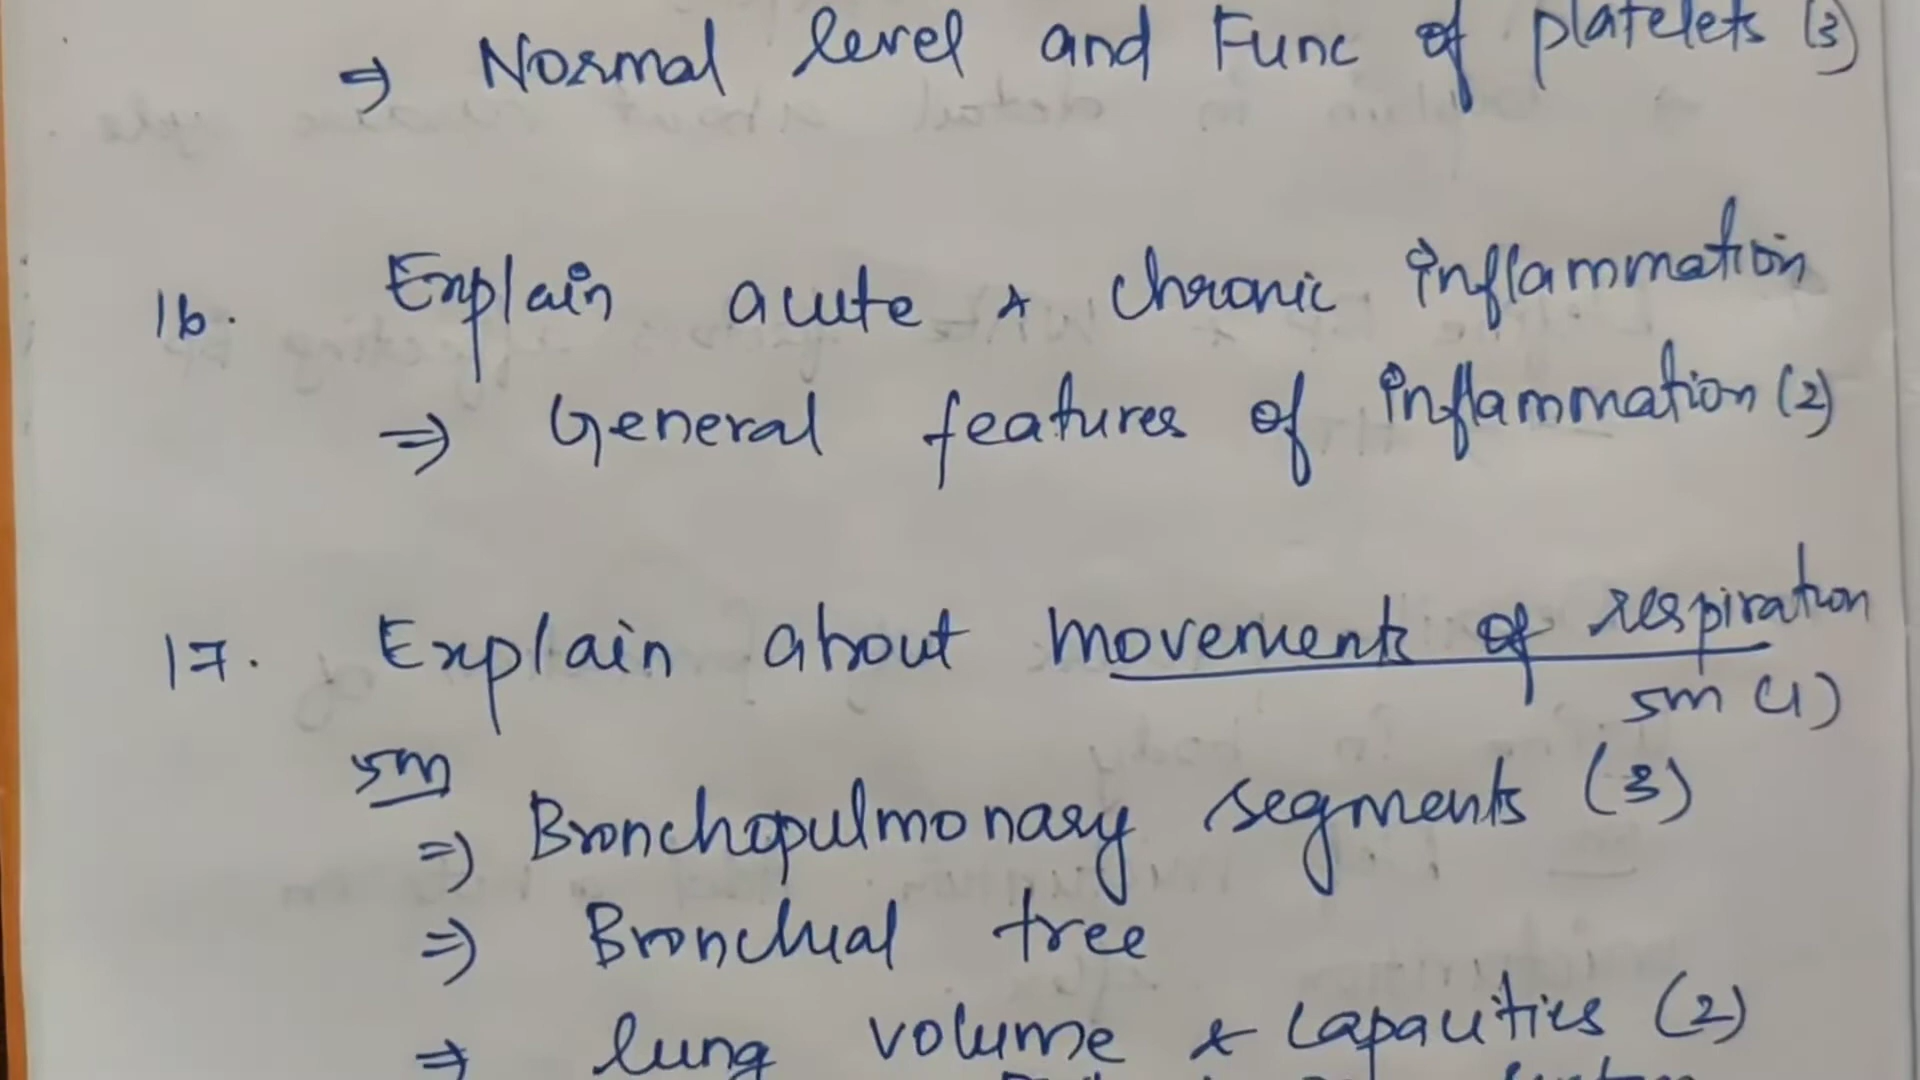 ⇒ Normal level and Func of platelets (3)
16. Explain acute & chronic inflammation
⇒ General features of inflammation (2)
17. Explain about movements of respiration
5m (1)
5m
⇒ Bronchopulmonary segments (3)
⇒ Bronchial tree
⇒ lung volume & capacities (2)